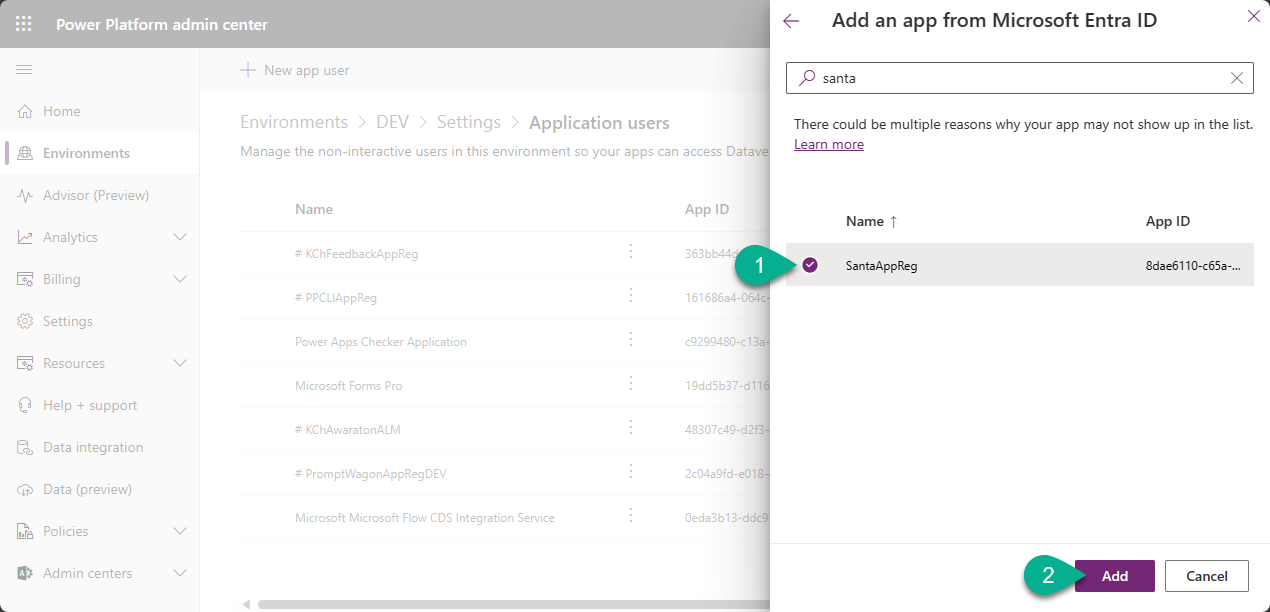 Power Platform admin center
Home
Environments
Advisor (Preview)
Analytics
Billing
Settings
Resources
Help + support
Data integration
Data (preview)
Policies
Admin centers
New app user
Environments > DEV > Settings > Application users
Manage the non-interactive users in this environment so your apps can access Datave
Name App ID
# KChFeedbackAppReg 363bb44d
# PPCLIAppReg 161686a4-064c-
Power Apps Checker Application c9299480-c13a-
Microsoft Forms Pro 19dd5b37-d116
# KChAwaratonALM 48307c49-d2f3-
# PromptWagonAppRegDEV 2c04a9fd-e018-
Microsoft Microsoft Flow CDS Integration Service 0eda3b13-ddc9
Add an app from Microsoft Entra ID
santa
There could be multiple reasons why your app may not show up in the list.
Learn more
Name ↑ App ID
1
SantaAppReg 8dae6110-c65a-...
2
Add Cancel